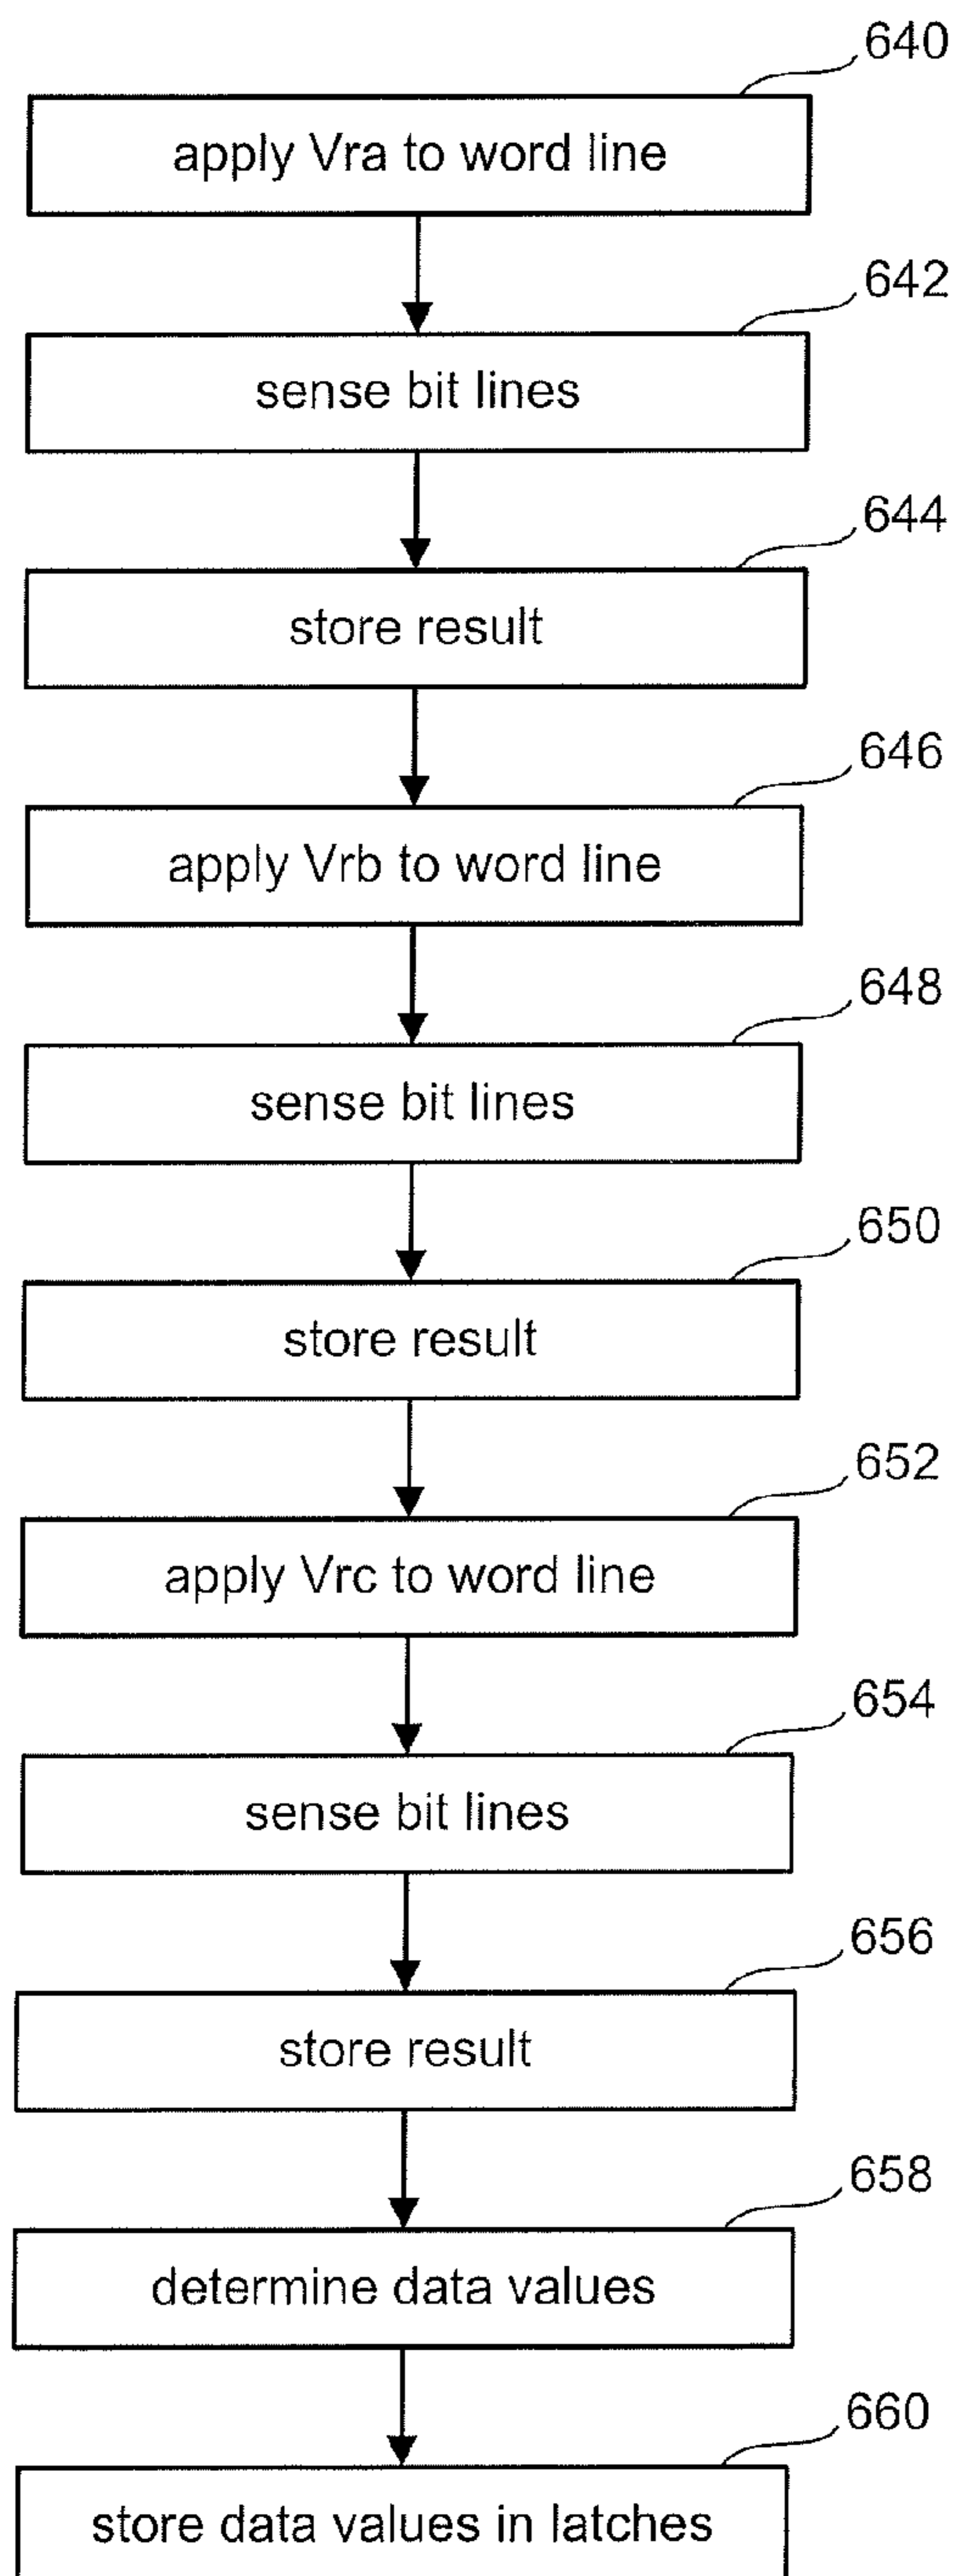 640
apply Vra to word line
642
sense bit lines
644
store result
646
apply Vrb to word line
648
sense bit lines
650
store result
652
apply Vrc to word line
654
sense bit lines
656
store result
658
determine data values
660
store data values in latches